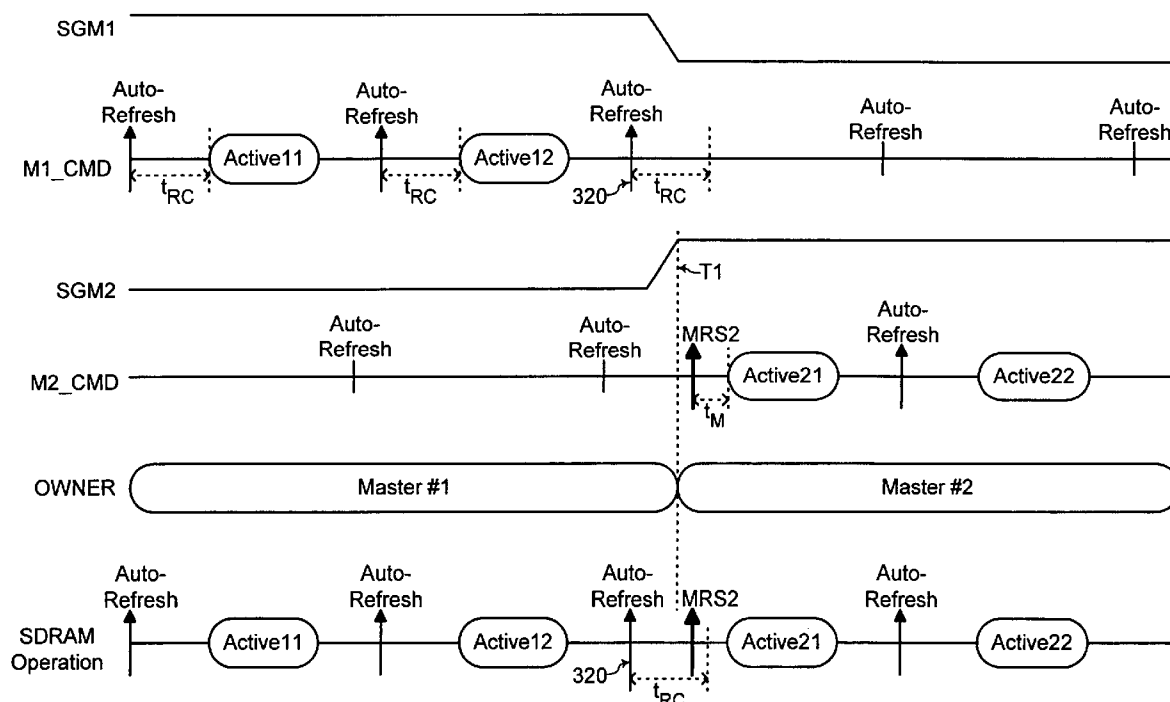 SGM1
Auto-
Refresh
Auto-
Refresh
Auto-
Refresh
Auto-
Refresh
Auto-
Refresh
M1_CMD
Active11
Active12
tRC
tRC
320
tRC
SGM2
T1
Auto-
Refresh
Auto-
Refresh
MRS2
Auto-
Refresh
M2_CMD
Active21
Active22
tM
OWNER
Master #1
Master #2
Auto-
Refresh
Auto-
Refresh
Auto-
Refresh
MRS2
Auto-
Refresh
SDRAM
Operation
Active11
Active12
Active21
Active22
320
tRC